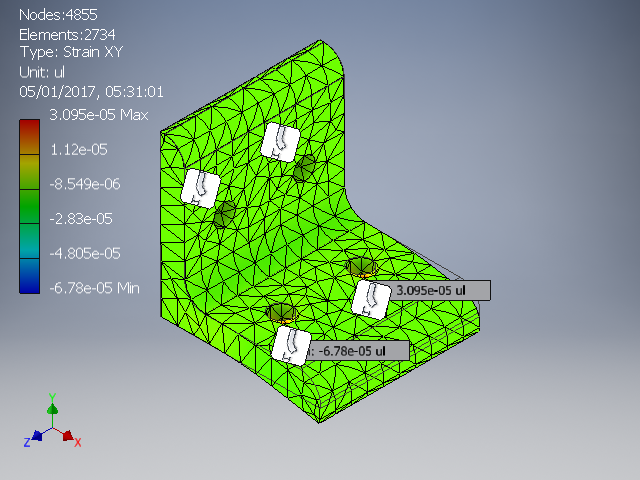 Nodes:4855
Elements:2734
Type: Strain XY
Unit: ul
05/01/2017, 05:31:01
3.095e-05 Max
1.12e-05
-8.549e-06
-2.83e-05
-4.805e-05
-6.78e-05 Min
3.095e-05 ul
: -6.78e-05 ul
Y
Z
X